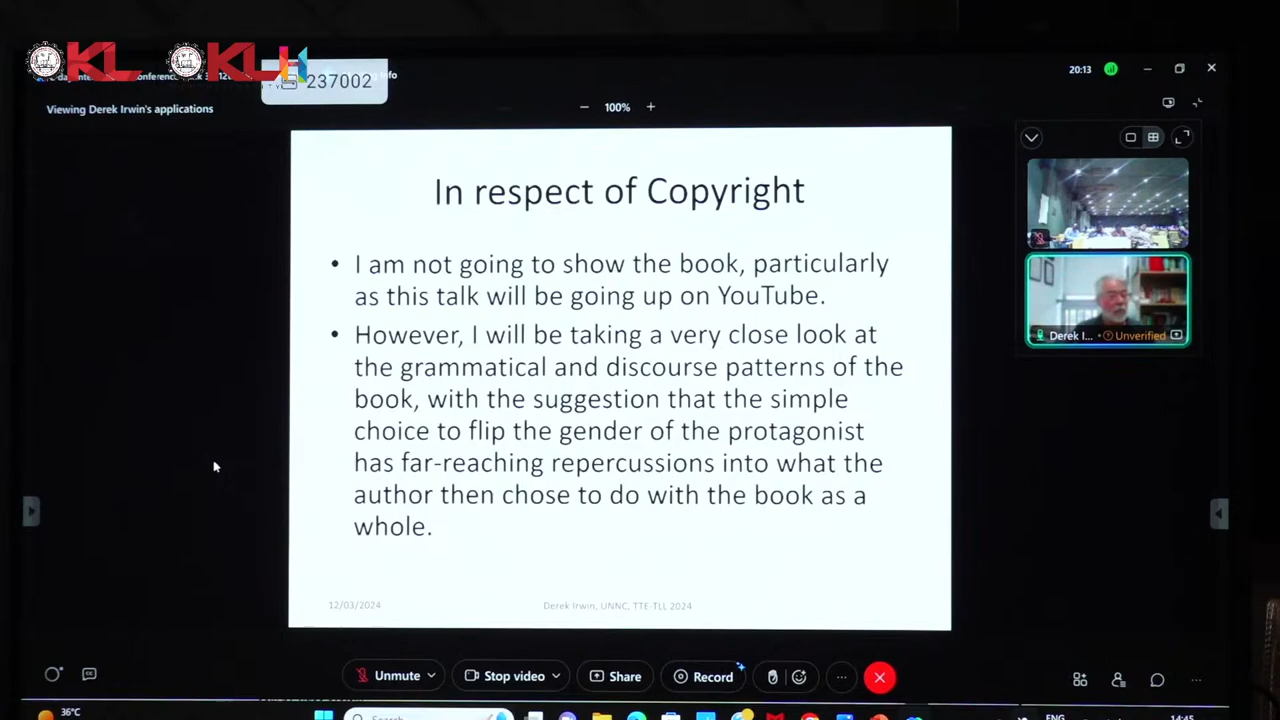 KL KLH
237002
20:13
Viewing Derek Irwin's applications
100%
In respect of Copyright
• I am not going to show the book, particularly
as this talk will be going up on YouTube.
• However, I will be taking a very close look at
the grammatical and discourse patterns of the
book, with the suggestion that the simple
choice to flip the gender of the protagonist
has far-reaching repercussions into what the
author then chose to do with the book as a
whole.
12/03/2024
Derek Irwin, UNNC, TTE-TLL 2024
Derek I... • Unverified
Unmute
Stop video
Share
Record
36°C
Search
ENG
14:45